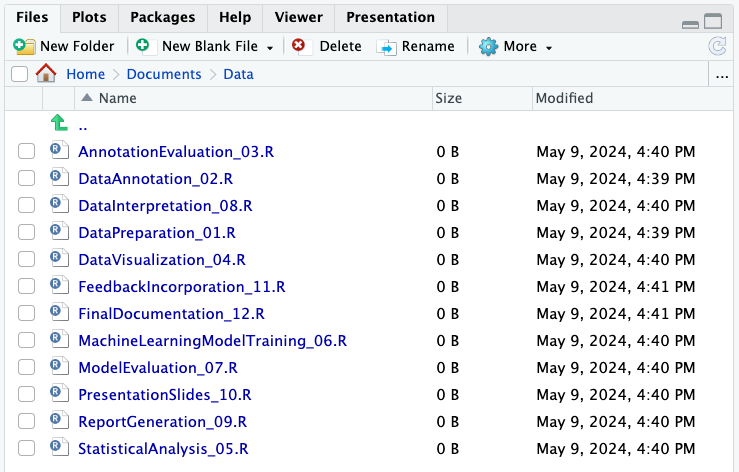 Files Plots Packages Help Viewer Presentation
New Folder New Blank File Delete Rename More
Home Documents Data ...
Name Size Modified
..
AnnotationEvaluation_03.R 0 B May 9, 2024, 4:40 PM
DataAnnotation_02.R 0 B May 9, 2024, 4:39 PM
DataInterpretation_08.R 0 B May 9, 2024, 4:40 PM
DataPreparation_01.R 0 B May 9, 2024, 4:39 PM
DataVisualization_04.R 0 B May 9, 2024, 4:40 PM
FeedbackIncorporation_11.R 0 B May 9, 2024, 4:41 PM
FinalDocumentation_12.R 0 B May 9, 2024, 4:41 PM
MachineLearningModelTraining_06.R 0 B May 9, 2024, 4:40 PM
ModelEvaluation_07.R 0 B May 9, 2024, 4:40 PM
PresentationSlides_10.R 0 B May 9, 2024, 4:40 PM
ReportGeneration_09.R 0 B May 9, 2024, 4:40 PM
StatisticalAnalysis_05.R 0 B May 9, 2024, 4:40 PM